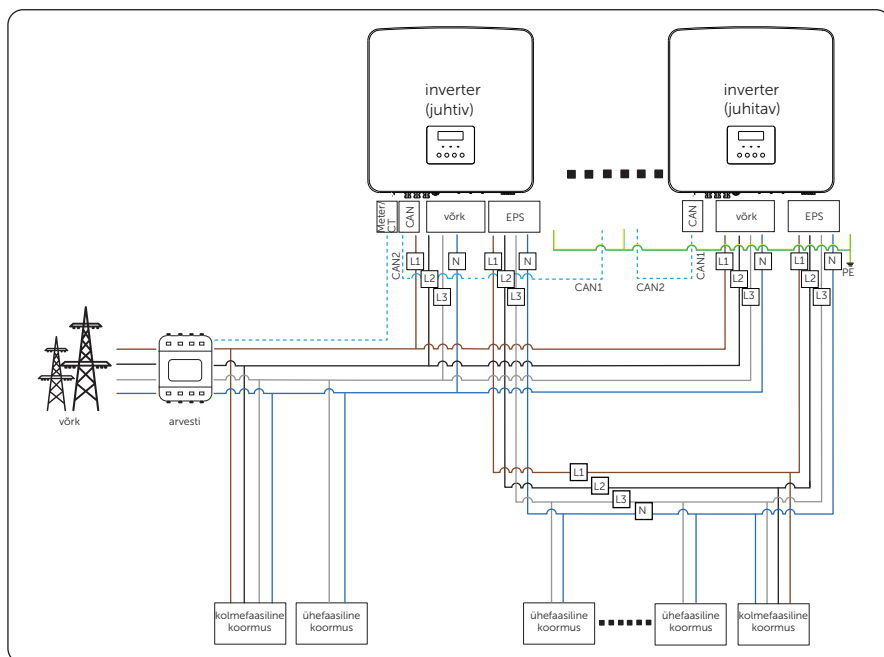 inverter
(juhtiv)
inverter
(juhitav)
Meter/
CT
CAN
võrk
EPS
CAN
võrk
EPS
CAN2
L1
L2
L3
N
L1
L2
L3
N
CAN1
CAN2
CAN1
L1
L2
L3
N
L1
L2
L3
N
PE
võrk
arvesti
L1
L2
L3
N
kolmefaasiline
koormus
ühefaasiline
koormus
ühefaasiline
koormus
ühefaasiline
koormus
kolmefaasiline
koormus